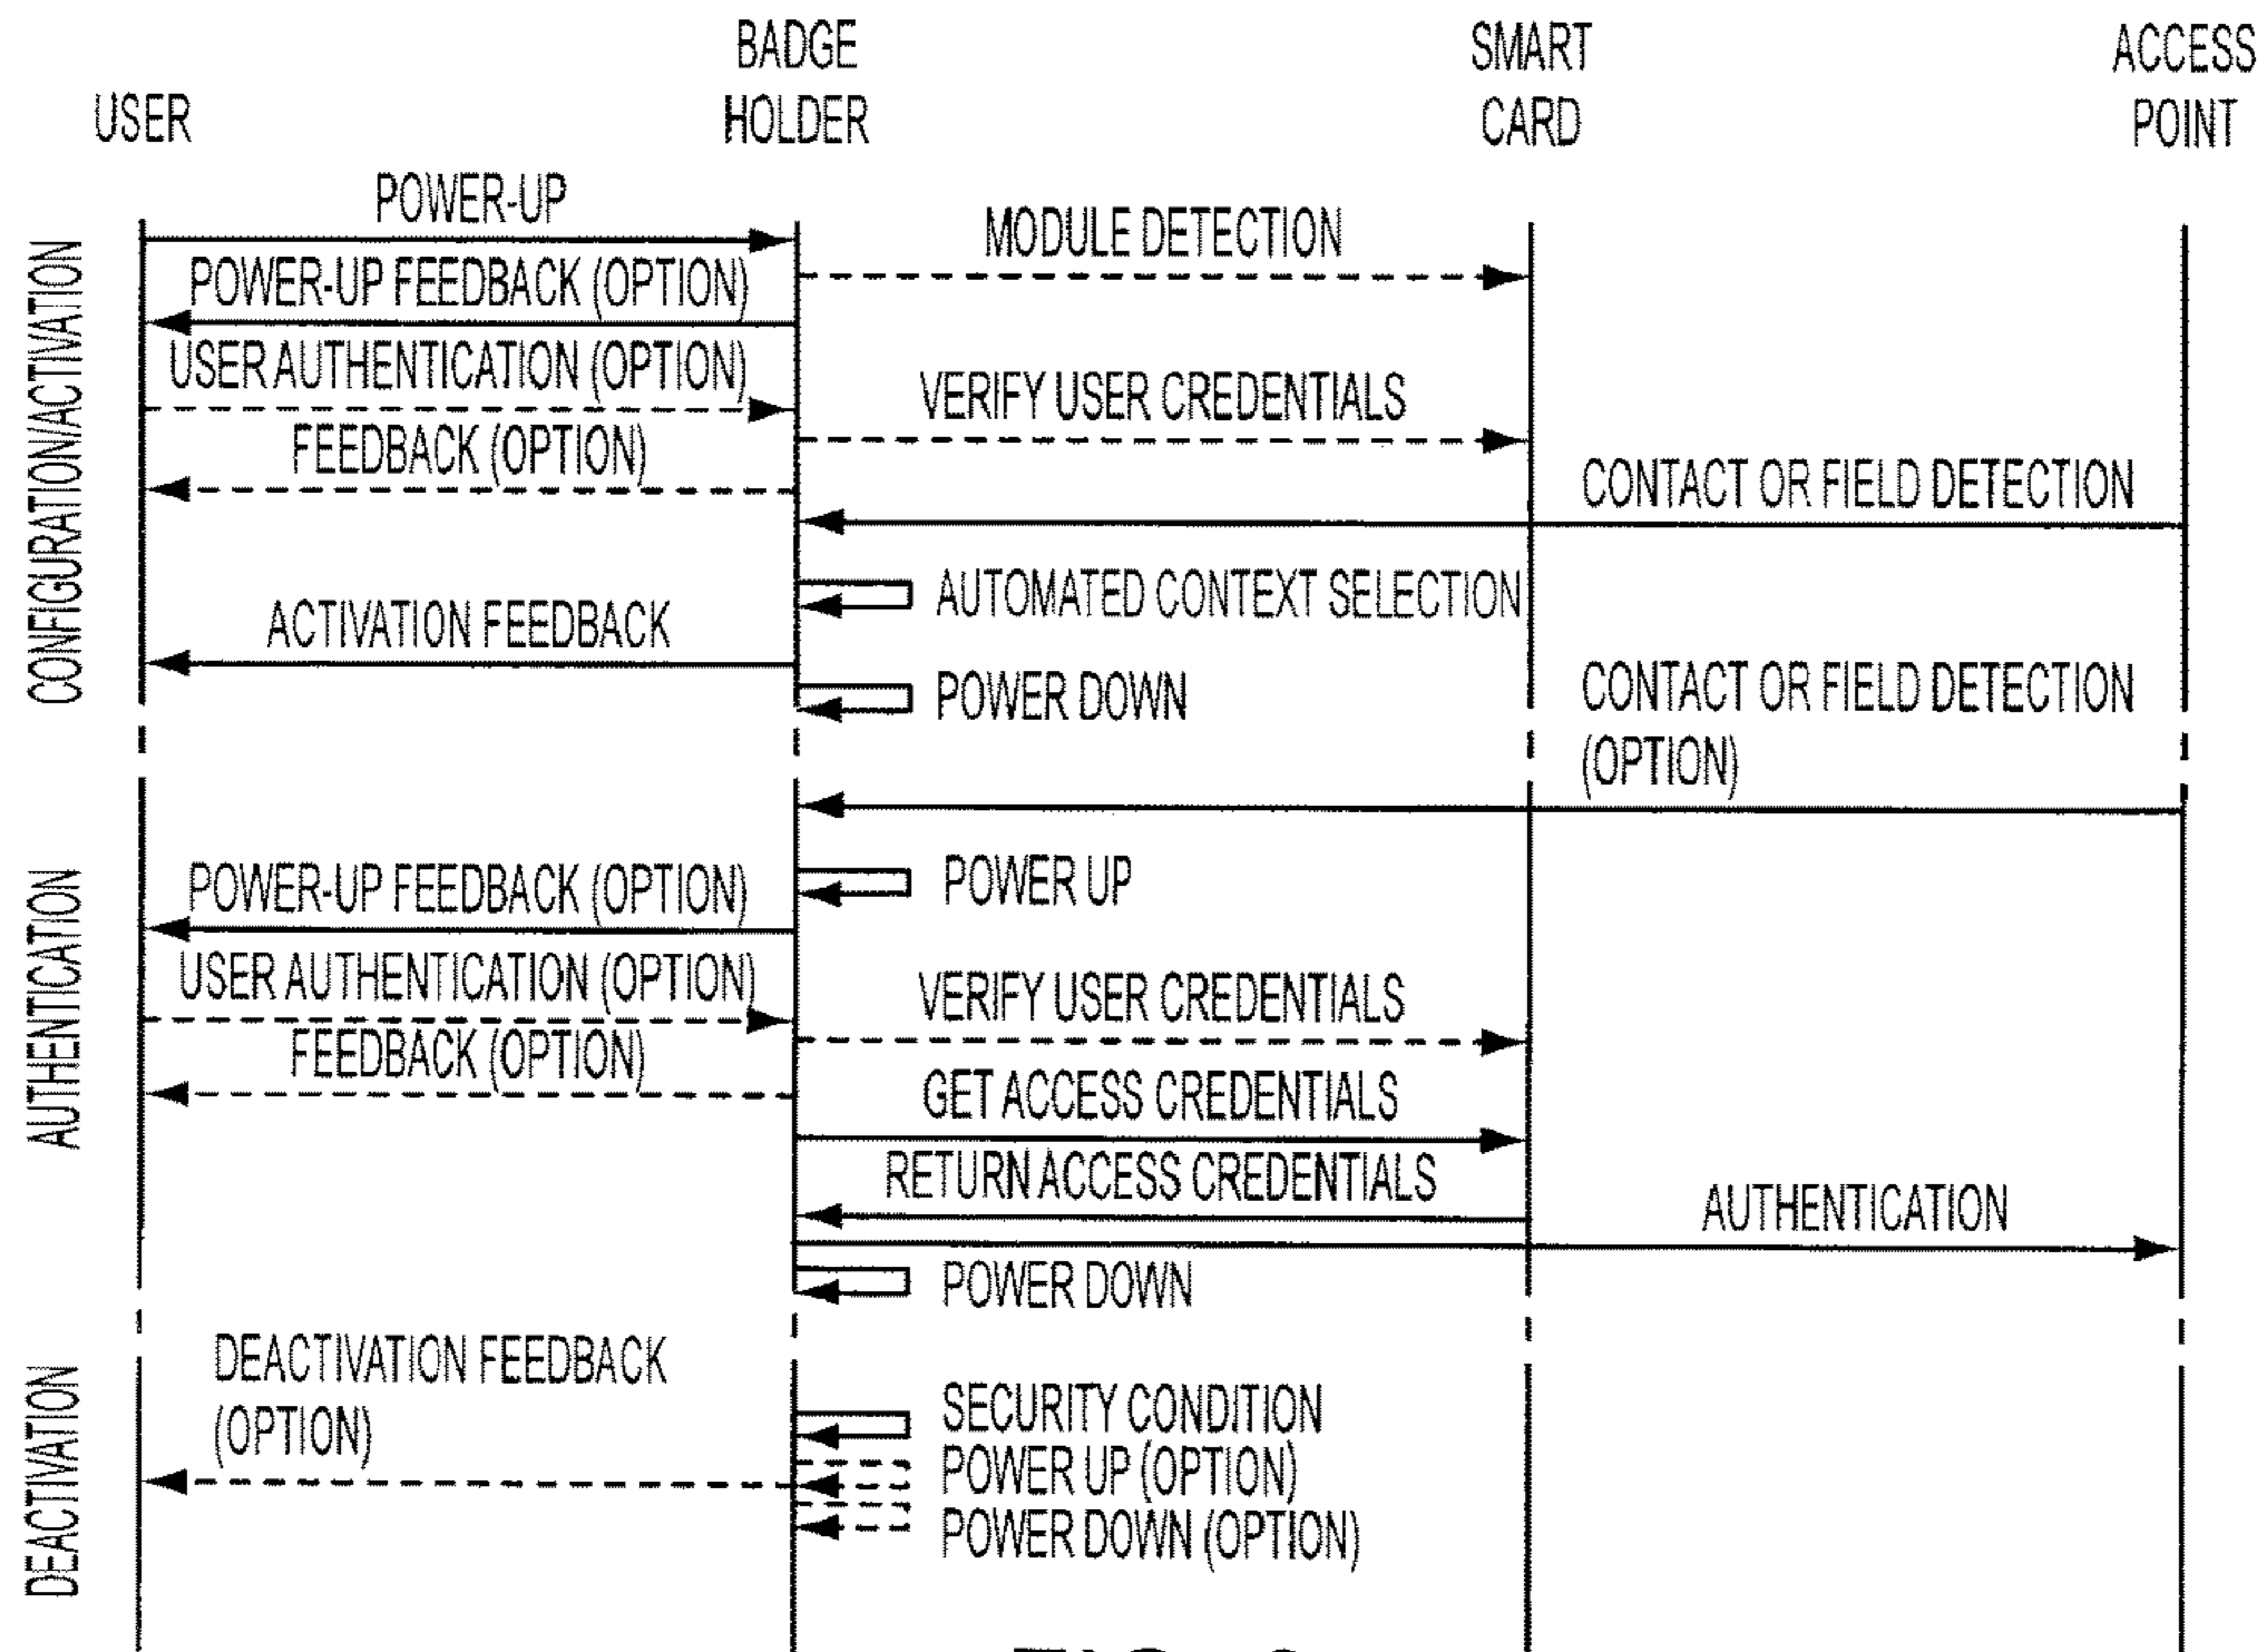 USER
BADGE
HOLDER
SMART
CARD
ACCESS
POINT
CONFIGURATION/ACTIVATION
POWER-UP
MODULE DETECTION
POWER-UP FEEDBACK (OPTION)
USER AUTHENTICATION (OPTION)
VERIFY USER CREDENTIALS
FEEDBACK (OPTION)
CONTACT OR FIELD DETECTION
AUTOMATED CONTEXT SELECTION
ACTIVATION FEEDBACK
POWER DOWN
CONTACT OR FIELD DETECTION
(OPTION)
AUTHENTICATION
POWER UP
POWER-UP FEEDBACK (OPTION)
USER AUTHENTICATION (OPTION)
VERIFY USER CREDENTIALS
FEEDBACK (OPTION)
GET ACCESS CREDENTIALS
RETURN ACCESS CREDENTIALS
AUTHENTICATION
POWER DOWN
DEACTIVATION
DEACTIVATION FEEDBACK
(OPTION)
SECURITY CONDITION
POWER UP (OPTION)
POWER DOWN (OPTION)